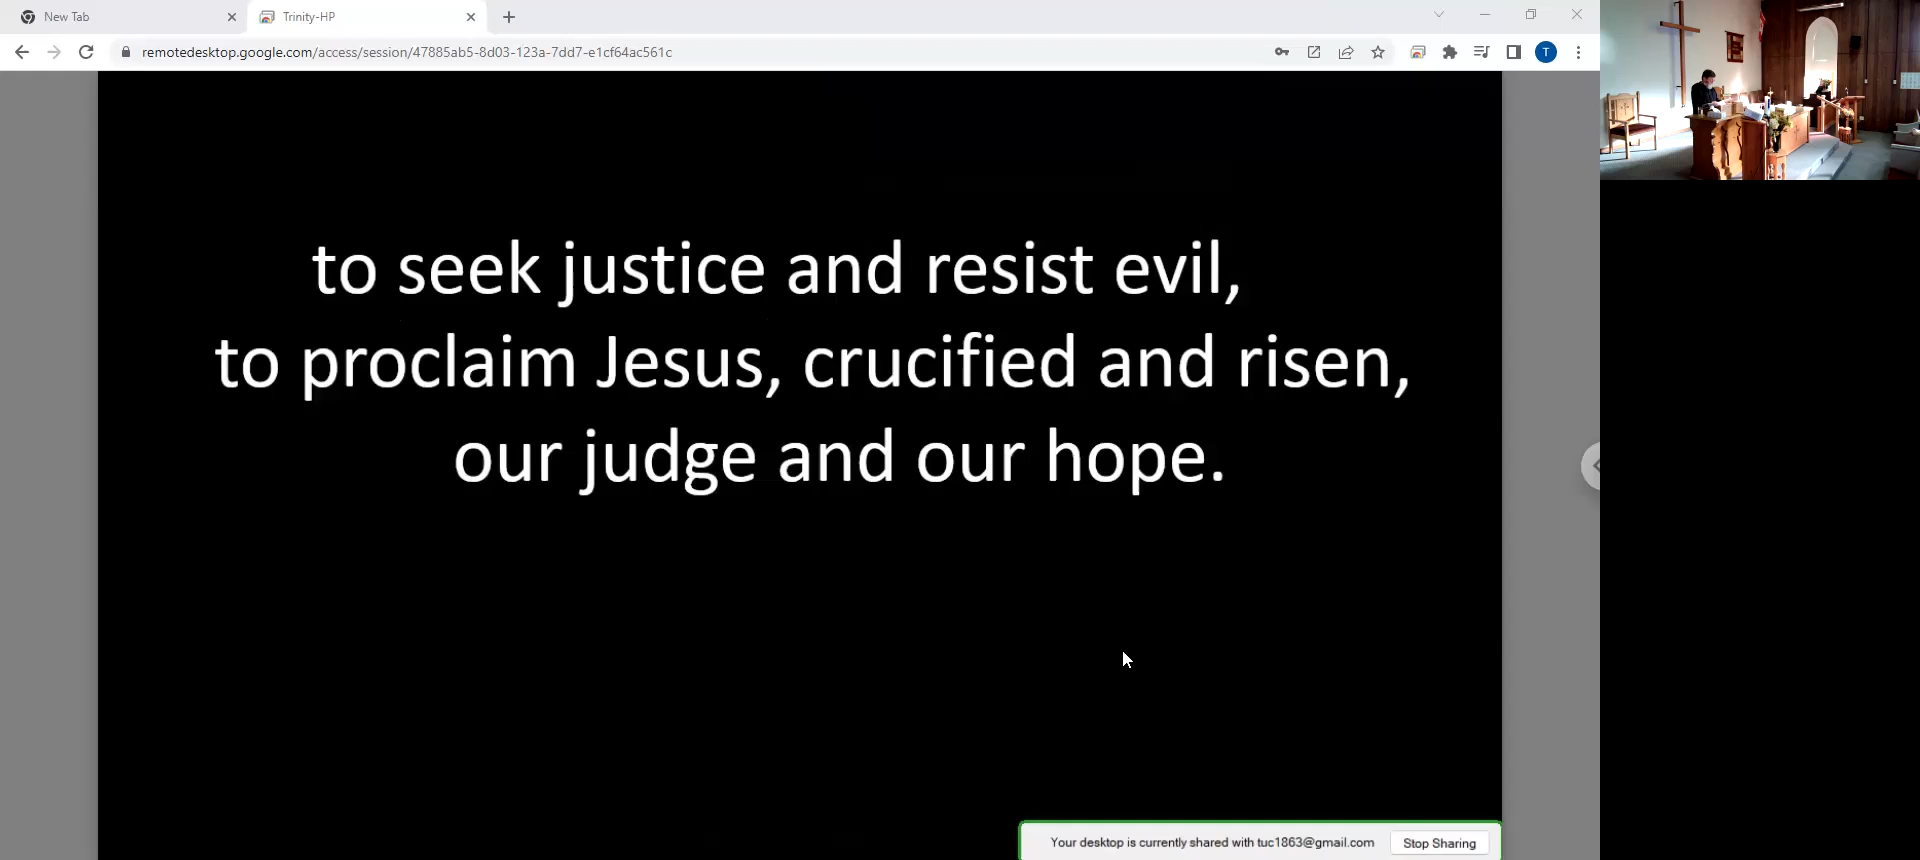 New Tab
Trinity-HP
remotedesktop.google.com/access/session/47885ab5-8d03-123a-7dd7-e1cf64ac561c
T
to seek justice and resist evil,
to proclaim Jesus, crucified and risen,
our judge and our hope.
Your desktop is currently shared with tuc1863@gmail.com
Stop Sharing